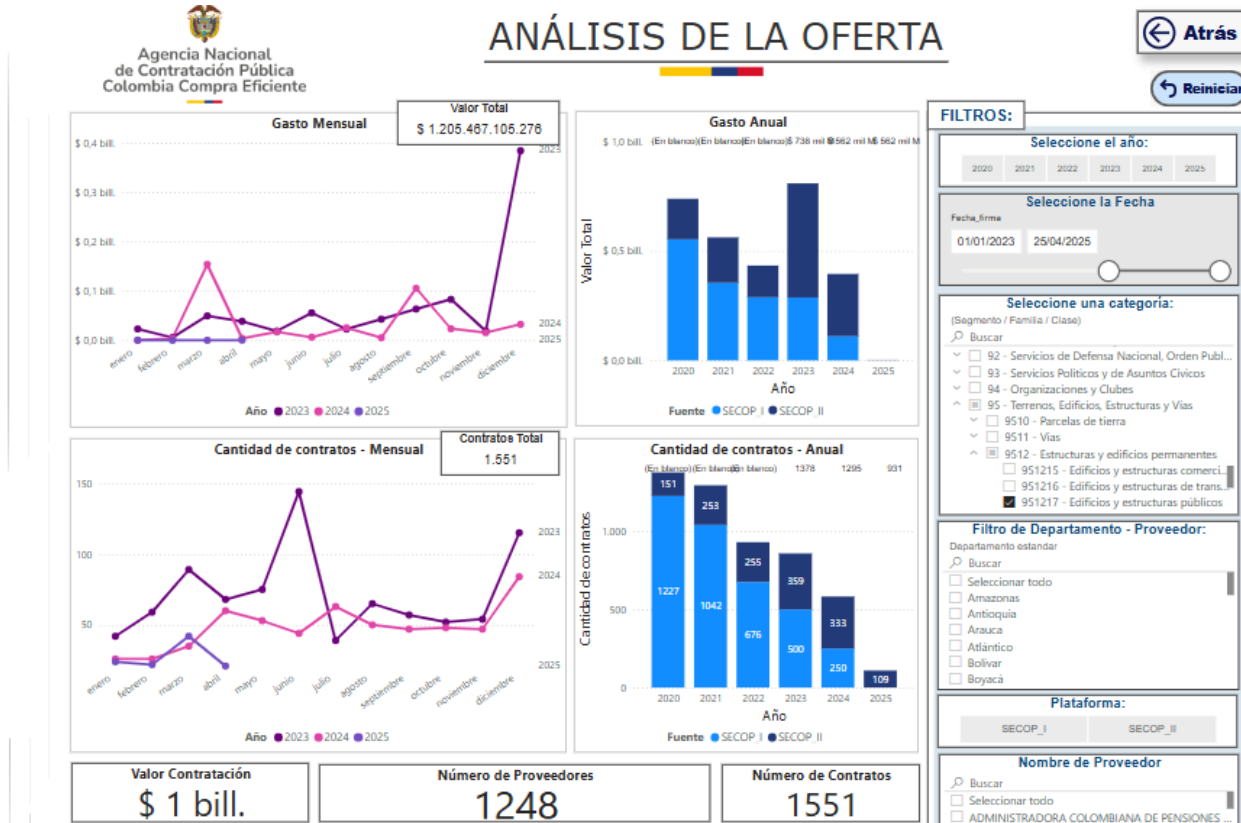 Agencia Nacional
de Contratación Pública
Colombia Compra Eficiente
ANÁLISIS DE LA OFERTA
Atrás
Reiniciar
Gasto Mensual
Valor Total
$ 1.205.467.105.276
$ 0,4 bill.
$ 0,3 bill.
$ 0,2 bill.
$ 0,1 bill.
$ 0,0 bill.
2023
2024
2025
enero
febrero
marzo
abril
mayo
junio
julio
agosto
septiembre
octubre
noviembre
diciembre
Año 2023 2024 2025
Gasto Anual
(En blanco) (En blanco) (En blanco) $ 738 mil M $ 562 mil M $ 562 mil M
Valor Total
$ 1,0 bill.
$ 0,5 bill.
$ 0,0 bill.
2020 2021 2022 2023 2024 2025
Año
Fuente SECOP_I SECOP_II
Cantidad de contratos - Mensual
Contratos Total
1.551
150
100
50
2023
2024
2025
enero
febrero
marzo
abril
mayo
junio
julio
agosto
septiembre
octubre
noviembre
diciembre
Año 2023 2024 2025
Cantidad de contratos - Anual
(En blanco) (En blanco) (En blanco) 1378 1295 931
Cantidad de contratos
1.000
500
0
151
253
255
359
333
1227
1042
676
500
250
109
2020 2021 2022 2023 2024 2025
Año
Fuente SECOP_I SECOP_II
Valor Contratación
$ 1 bill.
Número de Proveedores
1248
Número de Contratos
1551
FILTROS:
Seleccione el año:
2020 2021 2022 2023 2024 2025
Seleccione la Fecha
Fecha_firma
01/01/2023 25/04/2025
Seleccione una categoría:
(Segmento / Familia / Clase)
Buscar
92 - Servicios de Defensa Nacional, Orden Publ...
93 - Servicios Políticos y de Asuntos Cívicos
94 - Organizaciones y Clubes
95 - Terrenos, Edificios, Estructuras y Vías
9510 - Parcelas de tierra
9511 - Vías
9512 - Estructuras y edificios permanentes
951215 - Edificios y estructuras comerci...
951216 - Edificios y estructuras de trans...
951217 - Edificios y estructuras públicos
Filtro de Departamento - Proveedor:
Departamento estandar
Buscar
Seleccionar todo
Amazonas
Antioquía
Arauca
Atlántico
Bolívar
Boyacá
Plataforma:
SECOP_I SECOP_II
Nombre de Proveedor
Buscar
Seleccionar todo
ADMINISTRADORA COLOMBIANA DE PENSIONES ...